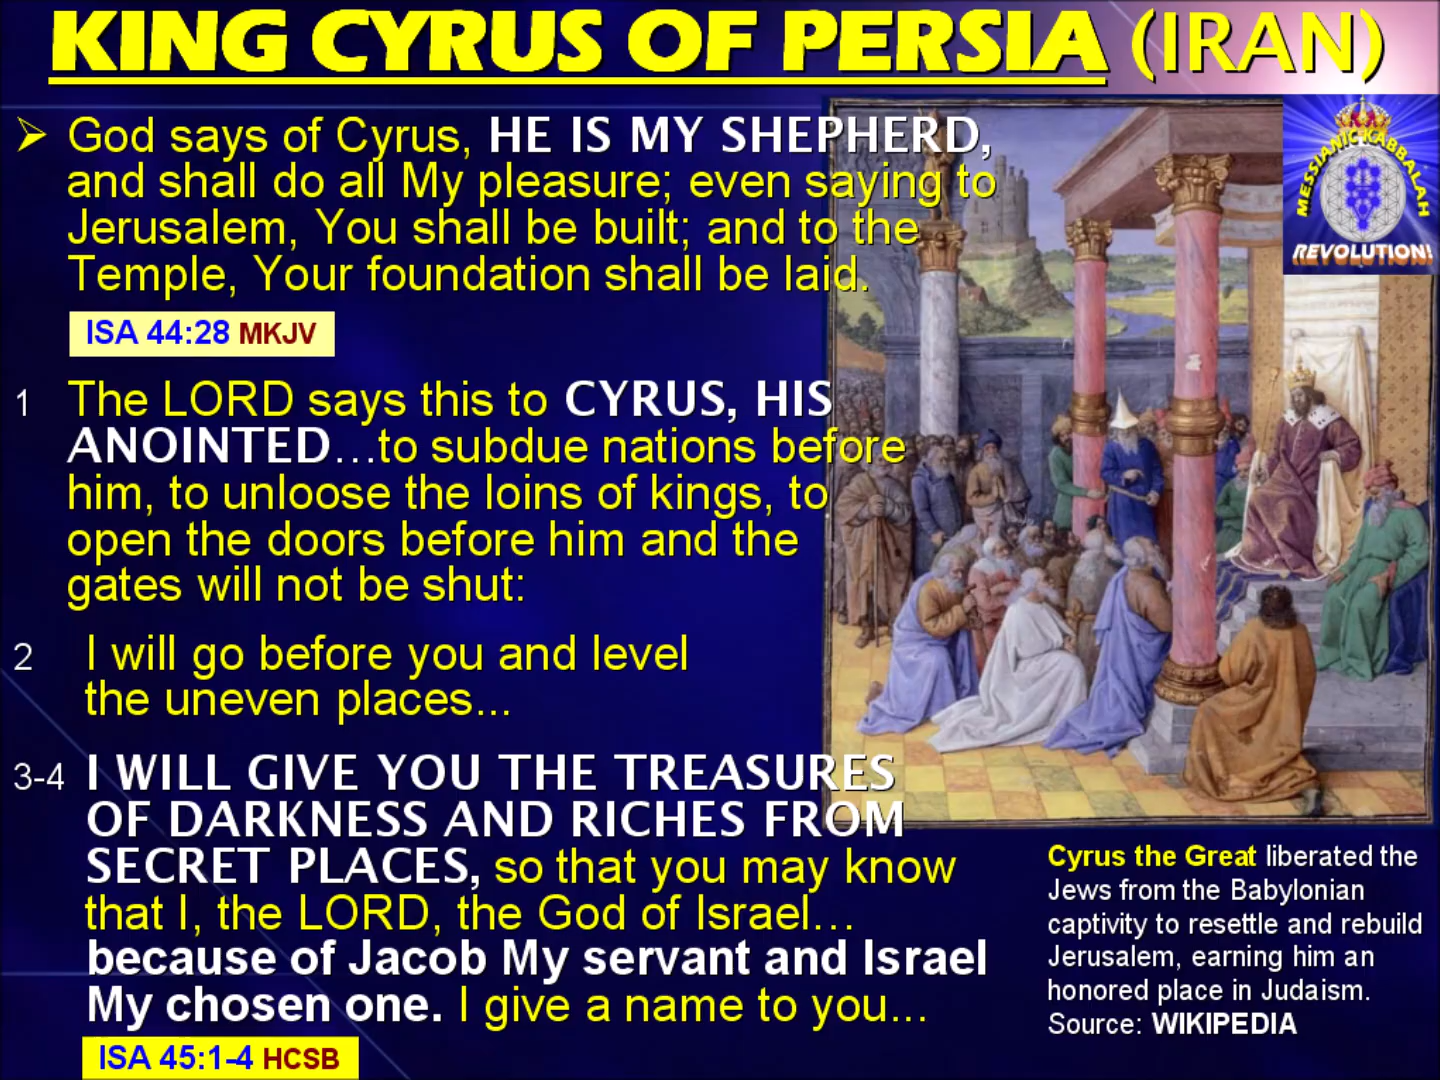 KING CYRUS OF PERSIA (IRAN)
➢ God says of Cyrus, HE IS MY SHEPHERD,
and shall do all My pleasure; even saying to
Jerusalem, You shall be built; and to the
Temple, Your foundation shall be laid.
ISA 44:28 MKJV
1 The LORD says this to CYRUS, HIS
ANOINTED…to subdue nations before
him, to unloose the loins of kings, to
open the doors before him and the
gates will not be shut:
2 I will go before you and level
the uneven places...
3-4 I WILL GIVE YOU THE TREASURES
OF DARKNESS AND RICHES FROM
SECRET PLACES, so that you may know
that I, the LORD, the God of Israel…
because of Jacob My servant and Israel
My chosen one. I give a name to you...
ISA 45:1-4 HCSB
MESSIANIC KABBALAH
REVOLUTION!
Cyrus the Great liberated the
Jews from the Babylonian
captivity to resettle and rebuild
Jerusalem, earning him an
honored place in Judaism.
Source: WIKIPEDIA